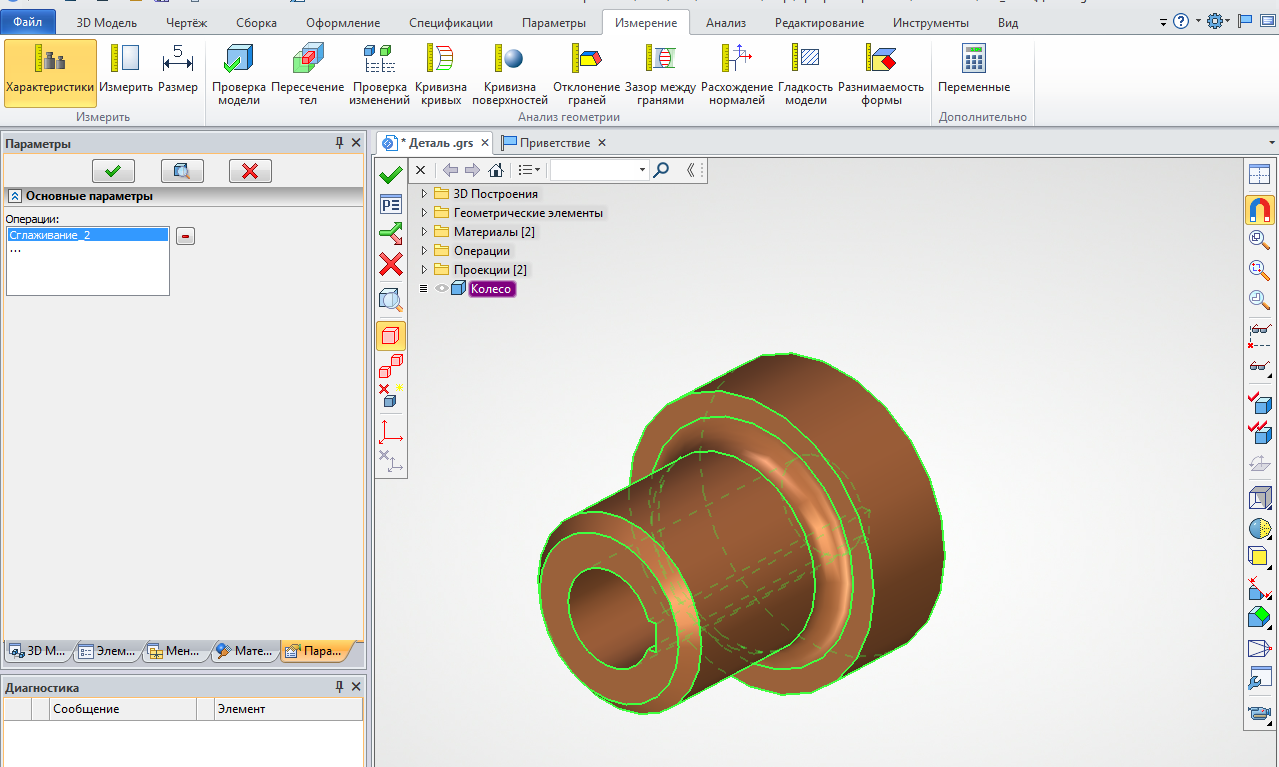 Файл 3D Модель Чертёж Сборка Оформление Спецификации Параметры Измерение Анализ Редактирование Инструменты Вид
5
Характеристики Измерить Размер Проверка модели Пересечение тел Проверка изменений Кривизна кривых Кривизна поверхностей Отклонение граней Зазор между гранями Расхождение нормалей Гладкость модели Разнимаемость формы Переменные
Измерить Анализ геометрии Дополнительно
Параметры
* Деталь .grs Приветствие
Основные параметры
Операции:
Сглаживание_2
...
3D Построения
Геометрические элементы
Материалы [2]
Операции
Проекции [2]
Колесо
3D М... Элем... Мен... Мате... Пара...
Диагностика
Сообщение Элемент